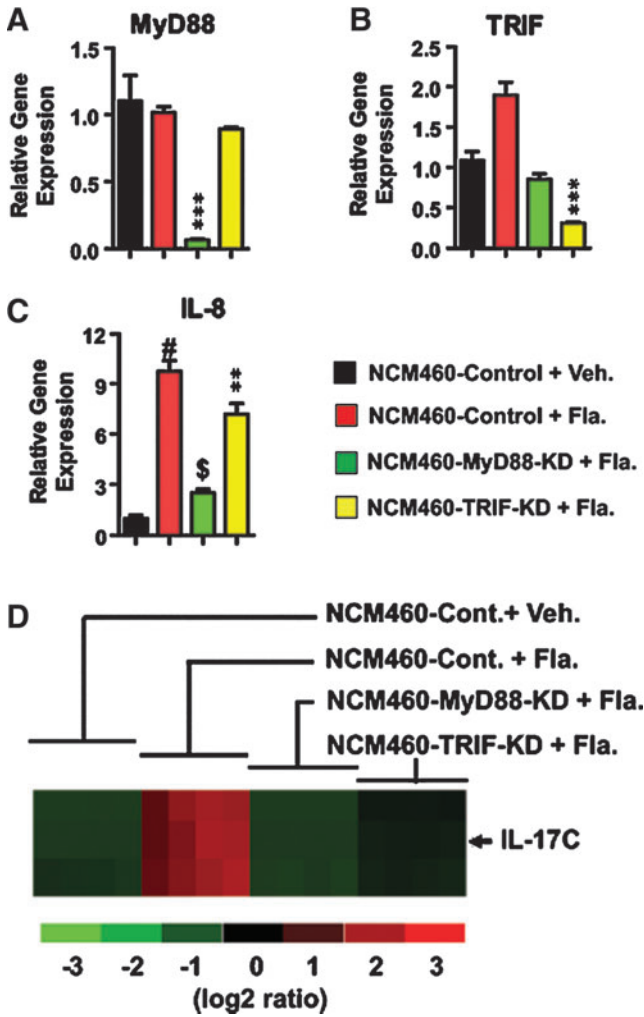 A
MyD88
Relative Gene
Expression
1.5
1.0
0.5
0.0
***
B
TRIF
Relative Gene
Expression
2.0
1.5
1.0
0.5
0.0
***
C
IL-8
Relative Gene
Expression
12
9
6
3
0
#
$
**
NCM460-Control + Veh.
NCM460-Control + Fla.
NCM460-MyD88-KD + Fla.
NCM460-TRIF-KD + Fla.
D
NCM460-Cont.+ Veh.
NCM460-Cont. + Fla.
NCM460-MyD88-KD + Fla.
NCM460-TRIF-KD + Fla.
IL-17C
-3 -2 -1 0 1 2 3
(log2 ratio)